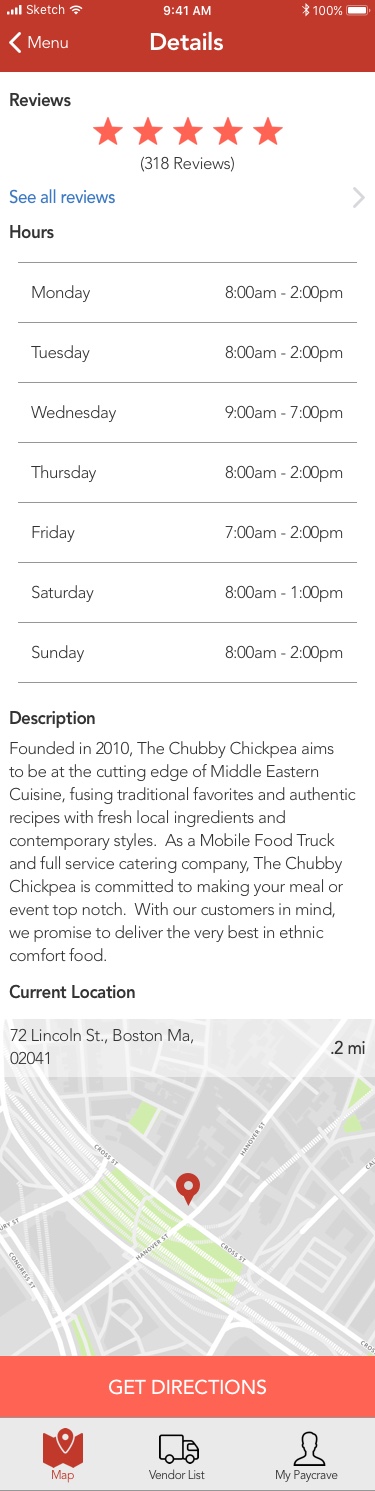 Sketch 9:41 AM 100%
Menu Details
Reviews
(318 Reviews)
See all reviews
Hours
Monday 8:00am - 2:00pm
Tuesday 8:00am - 2:00pm
Wednesday 9:00am - 7:00pm
Thursday 8:00am - 2:00pm
Friday 7:00am - 2:00pm
Saturday 8:00am - 1:00pm
Sunday 8:00am - 2:00pm
Description
Founded in 2010, The Chubby Chickpea aims
to be at the cutting edge of Middle Eastern
Cuisine, fusing traditional favorites and authentic
recipes with fresh local ingredients and
contemporary styles.  As a Mobile Food Truck
and full service catering company, The Chubby
Chickpea is committed to making your meal or
event top notch.  With our customers in mind,
we promise to deliver the very best in ethnic
comfort food.
Current Location
72 Lincoln St., Boston Ma,
02041
.2 mi
HANOVER ST
CROSS ST
CAL
URY ST
HANOVER ST
CROSS ST
CONGRESS ST
CROS
GET DIRECTIONS
Map Vendor List My Paycrave